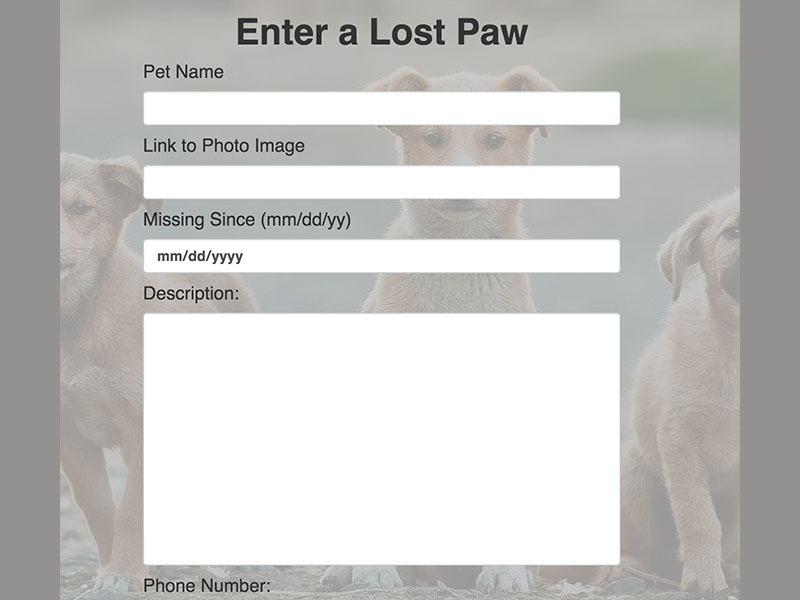 Enter a Lost Paw
Pet Name
Link to Photo Image
Missing Since (mm/dd/yy)
mm/dd/yyyy
Description:
Phone Number: